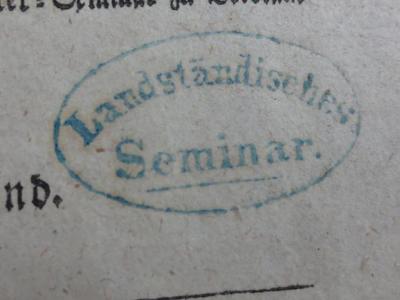 Landständisches
Seminar.
nd.